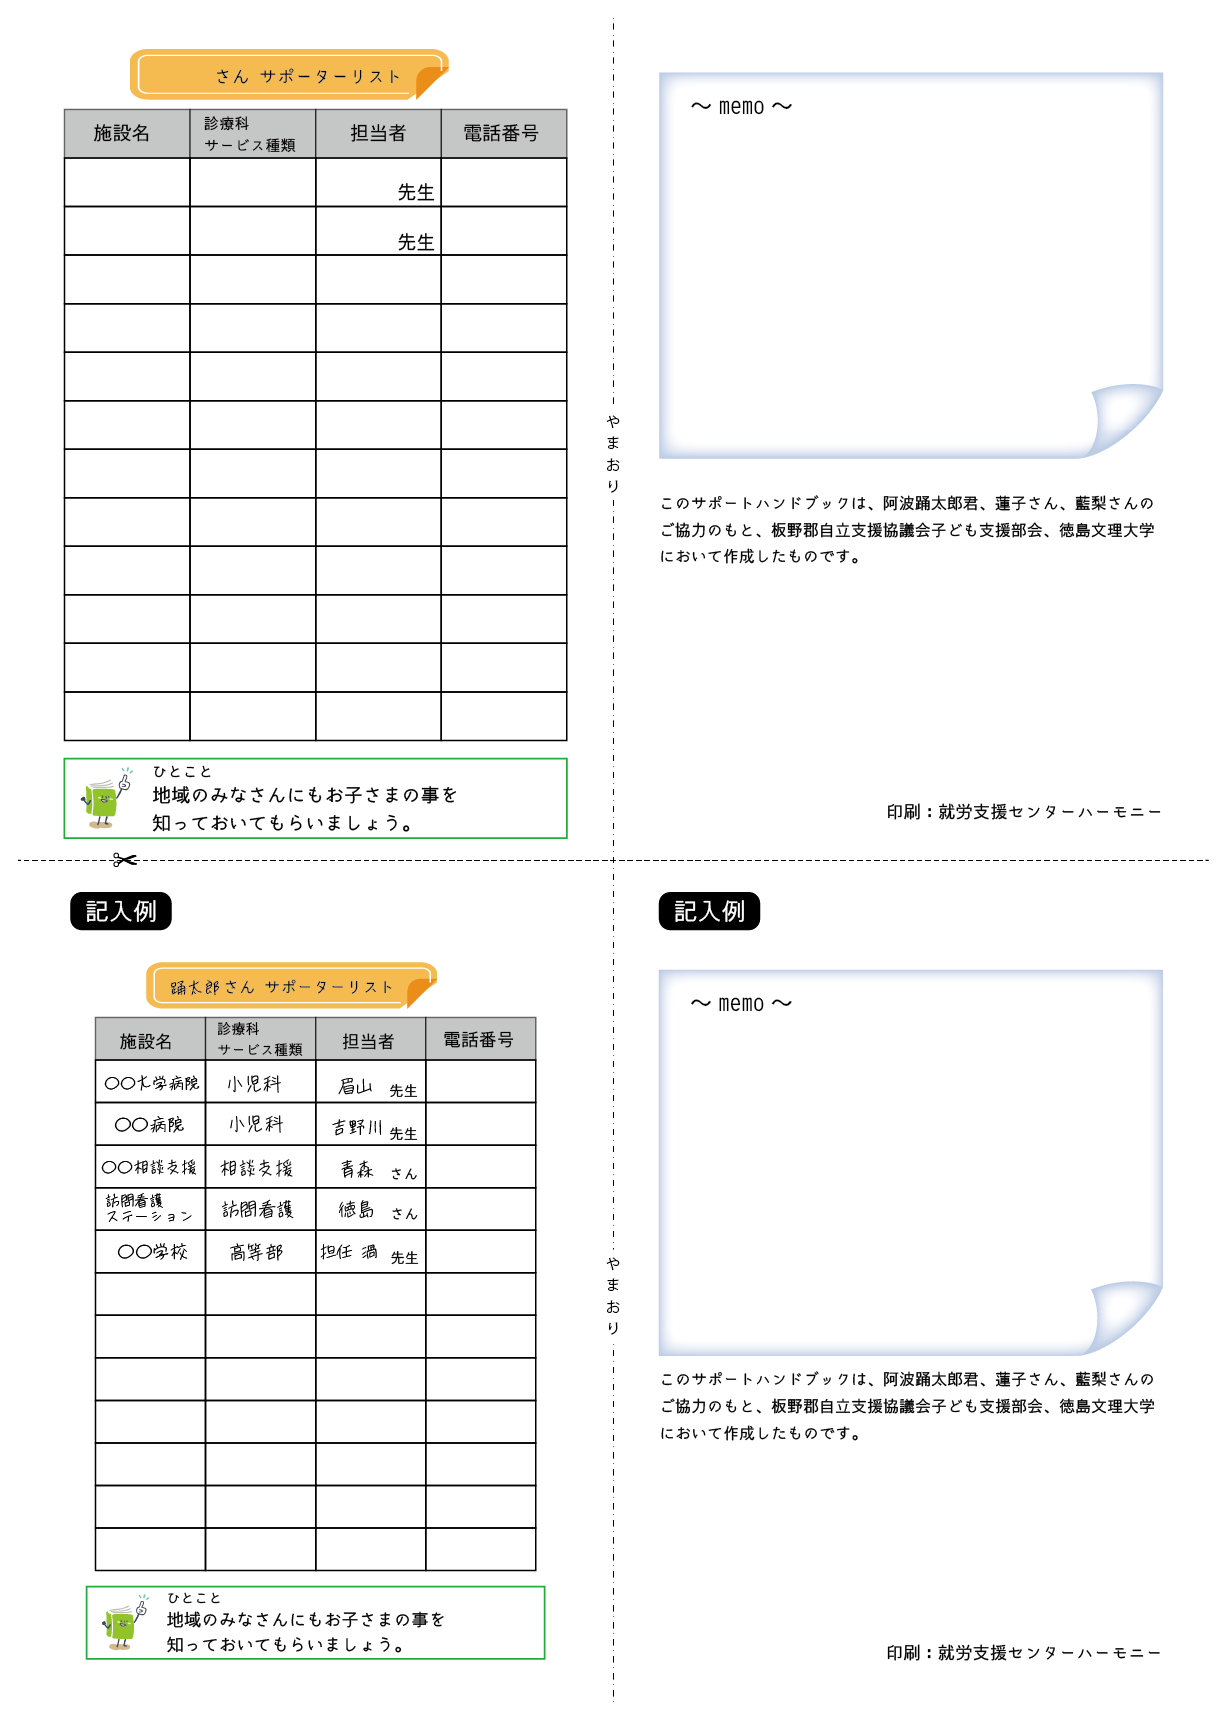 さん サポーターリスト
施設名 診療科 サービス種類 担当者 電話番号
先生
先生
ひとこと
地域のみなさんにもお子さまの事を
知っておいてもらいましょう。
やまおり
～ memo ～
このサポートハンドブックは、阿波踊太郎君、蓮子さん、藍梨さんの
ご協力のもと、板野郡自立支援協議会子ども支援部会、徳島文理大学
において作成したものです。
印刷：就労支援センターハーモニー
記入例
踊太郎さん サポーターリスト
施設名 診療科 サービス種類 担当者 電話番号
〇〇大学病院 小児科 眉山 先生
〇〇病院 小児科 吉野川 先生
〇〇相談支援 相談支援 青森 さん
訪問看護
ステーション 訪問看護 徳島 さん
〇〇学校 高等部 担任 渦 先生
ひとこと
地域のみなさんにもお子さまの事を
知っておいてもらいましょう。
やまおり
記入例
～ memo ～
このサポートハンドブックは、阿波踊太郎君、蓮子さん、藍梨さんの
ご協力のもと、板野郡自立支援協議会子ども支援部会、徳島文理大学
において作成したものです。
印刷：就労支援センターハーモニー